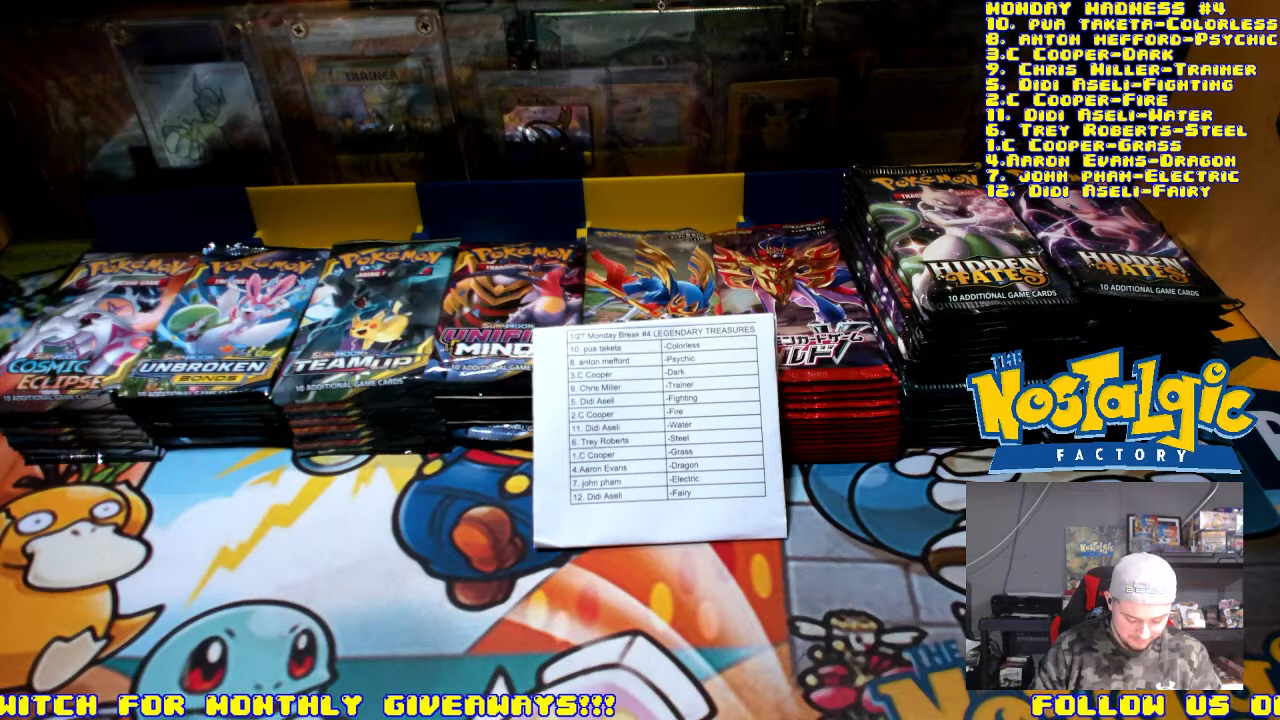 MONDAY MADNESS #4
10. PUA TAKETA-COLORLESS
8. ANTON MEFFORD-PSYCHIC
3.C COOPER-DARK
9. CHRIS MILLER-TRAINER
5. DIDI ASELI-FIGHTING
2.C COOPER-FIRE
11. DIDI ASELI-WATER
6. TREY ROBERTS-STEEL
1.C COOPER-GRASS
4.AARON EVANS-DRAGON
7. JOHN PHAM-ELECTRIC
12. DIDI ASELI-FAIRY
TRAINER
POKéMON
COSMIC
ECLIPSE
10 ADDITIONAL GAME CARDS
POKéMON
UNBROKEN
BONDS
POKéMON
TEAM UP
10 ADDITIONAL GAME CARDS
POKéMON
UNIFIED
MINDS
POKéMON
HIDDEN
FATES
10 ADDITIONAL GAME CARDS
HIDDEN
FATES
10 ADDITIONAL GAME CARDS
1/27 Monday Break #4 LEGENDARY TREASURES
10. pua taketa -Colorless
8. anton mefford -Psychic
3.C Cooper -Dark
9. Chris Miller -Trainer
5. Didi Aseli -Fighting
2.C Cooper -Fire
11. Didi Aseli -Water
6. Trey Roberts -Steel
1.C Cooper -Grass
4.Aaron Evans -Dragon
7. john pham -Electric
12. Didi Aseli -Fairy
THE
NOSTALGIC
FACTORY
NOSTALGIC
THE
WITCH FOR MONTHLY GIVEAWAYS!!!
FOLLOW US